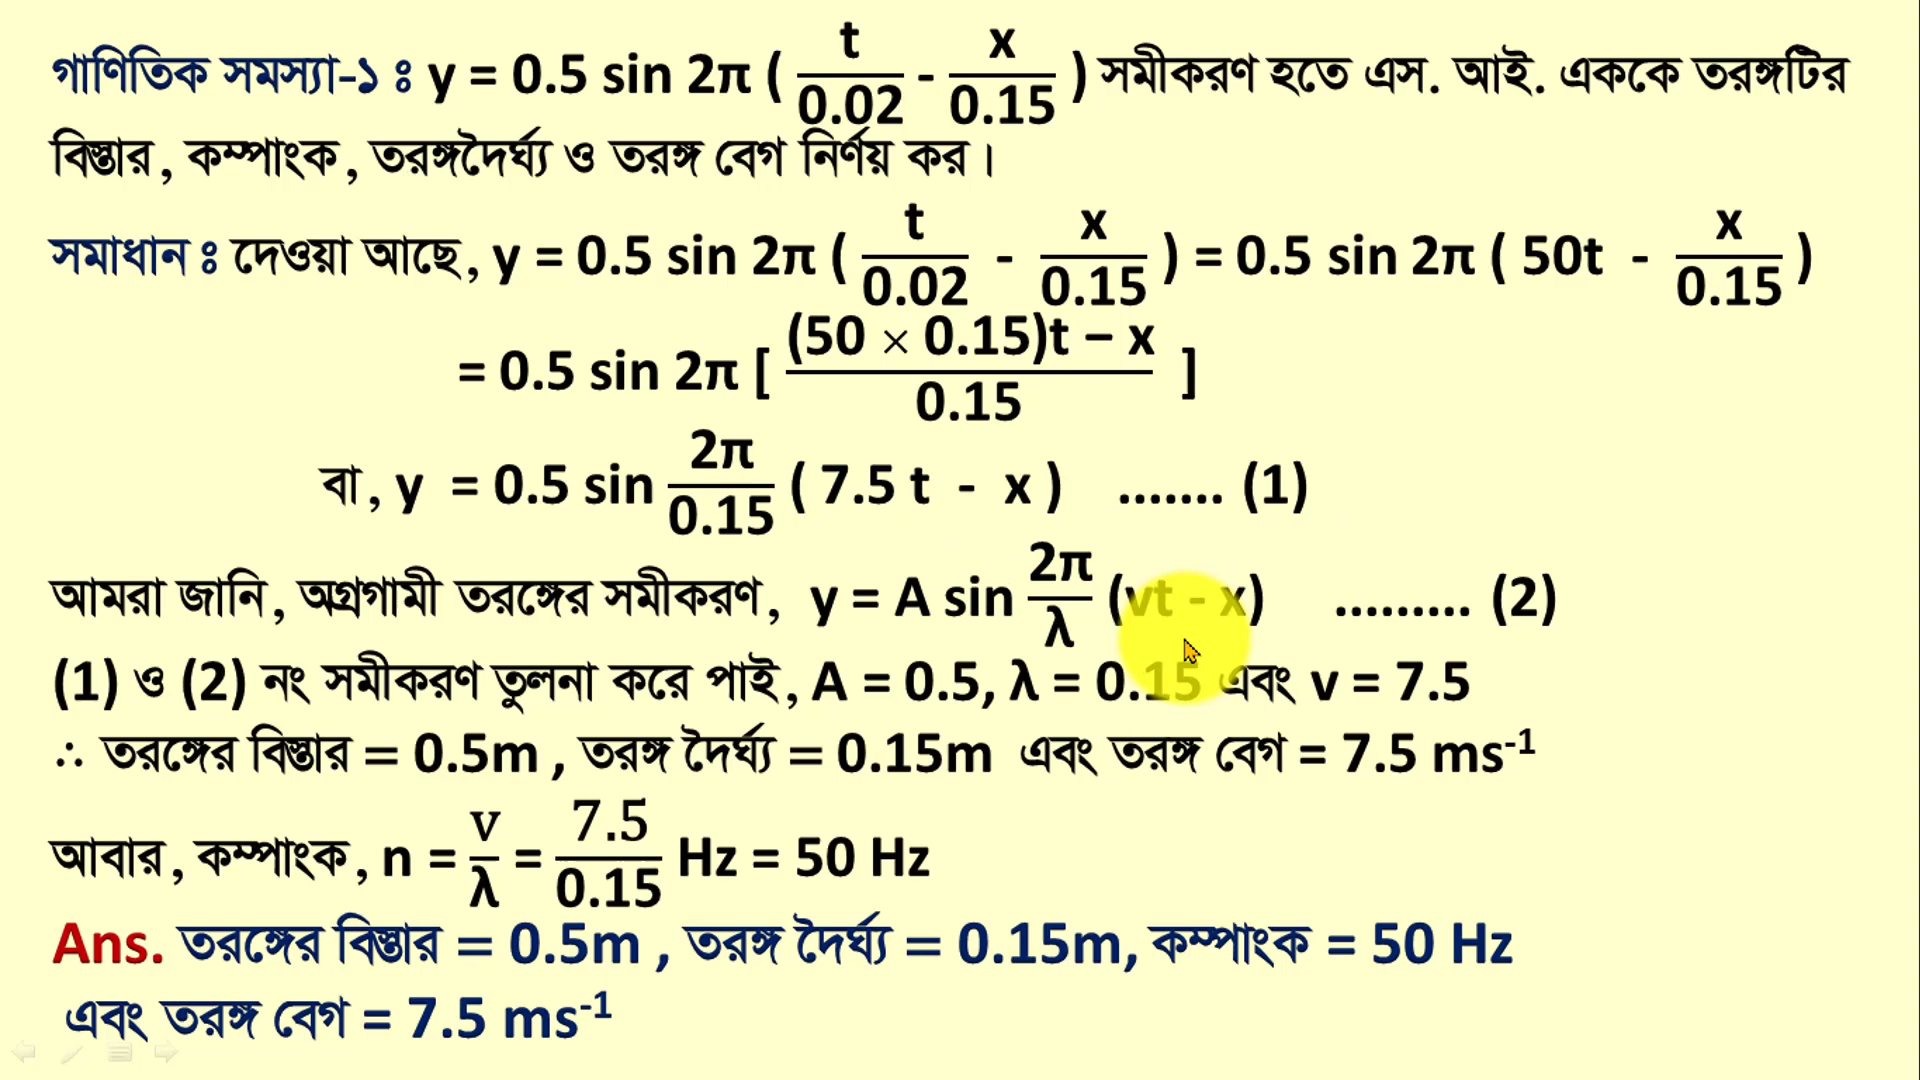 গাণিতিক সমস্যা-১ ঃ y = 0.5 sin 2π ( t/0.02 - x/0.15 ) সমীকরণ হতে এস. আই. এককে তরঙ্গটির
বিস্তার, কম্পাংক, তরঙ্গদৈর্ঘ্য ও তরঙ্গ বেগ নির্ণয় কর।
সমাধান ঃ দেওয়া আছে, y = 0.5 sin 2π ( t/0.02 - x/0.15 ) = 0.5 sin 2π ( 50t - x/0.15 )
= 0.5 sin 2π [ (50 × 0.15)t – x/0.15 ]
বা, y = 0.5 sin 2π/0.15 ( 7.5 t - x ) ....... (1)
আমরা জানি, অগ্রগামী তরঙ্গের সমীকরণ, y = A sin 2π/λ (vt - x) ......... (2)
(1) ও (2) নং সমীকরণ তুলনা করে পাই, A = 0.5, λ = 0.15 এবং v = 7.5
∴ তরঙ্গের বিস্তার = 0.5m , তরঙ্গ দৈর্ঘ্য = 0.15m এবং তরঙ্গ বেগ = 7.5 ms⁻¹
আবার, কম্পাংক, n = v/λ = 7.5/0.15 Hz = 50 Hz
Ans. তরঙ্গের বিস্তার = 0.5m , তরঙ্গ দৈর্ঘ্য = 0.15m, কম্পাংক = 50 Hz
এবং তরঙ্গ বেগ = 7.5 ms⁻¹